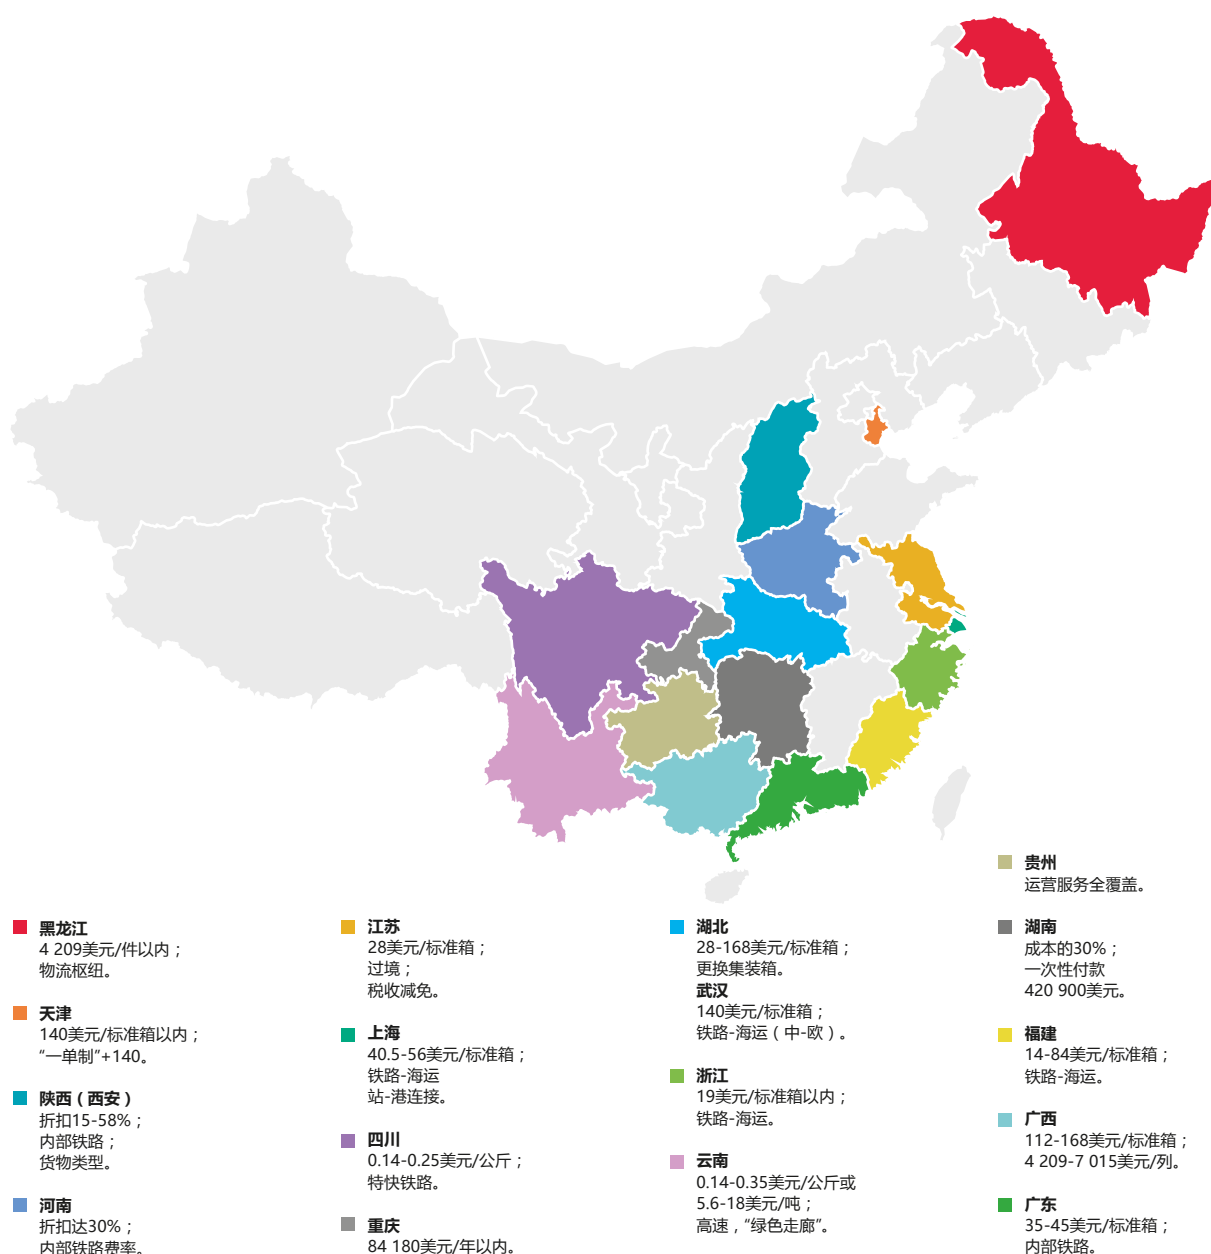 黑龙江
4 209美元/件以内；
物流枢纽。
天津
140美元/标准箱以内；
“一单制”+140。
陕西（西安）
折扣15-58%；
内部铁路；
货物类型。
河南
折扣达30%；
内部铁路费率。
江苏
28美元/标准箱；
过境；
税收减免。
上海
40.5-56美元/标准箱；
铁路-海运
站-港连接。
四川
0.14-0.25美元/公斤；
特快铁路。
重庆
84 180美元/年以内。
湖北
28-168美元/标准箱；
更换集装箱。
武汉
140美元/标准箱；
铁路-海运（中-欧）。
浙江
19美元/标准箱以内；
铁路-海运。
云南
0.14-0.35美元/公斤或
5.6-18美元/吨；
高速，“绿色走廊”。
贵州
运营服务全覆盖。
湖南
成本的30%；
一次性付款
420 900美元。
福建
14-84美元/标准箱；
铁路-海运。
广西
112-168美元/标准箱；
4 209-7 015美元/列。
广东
35-45美元/标准箱；
内部铁路。